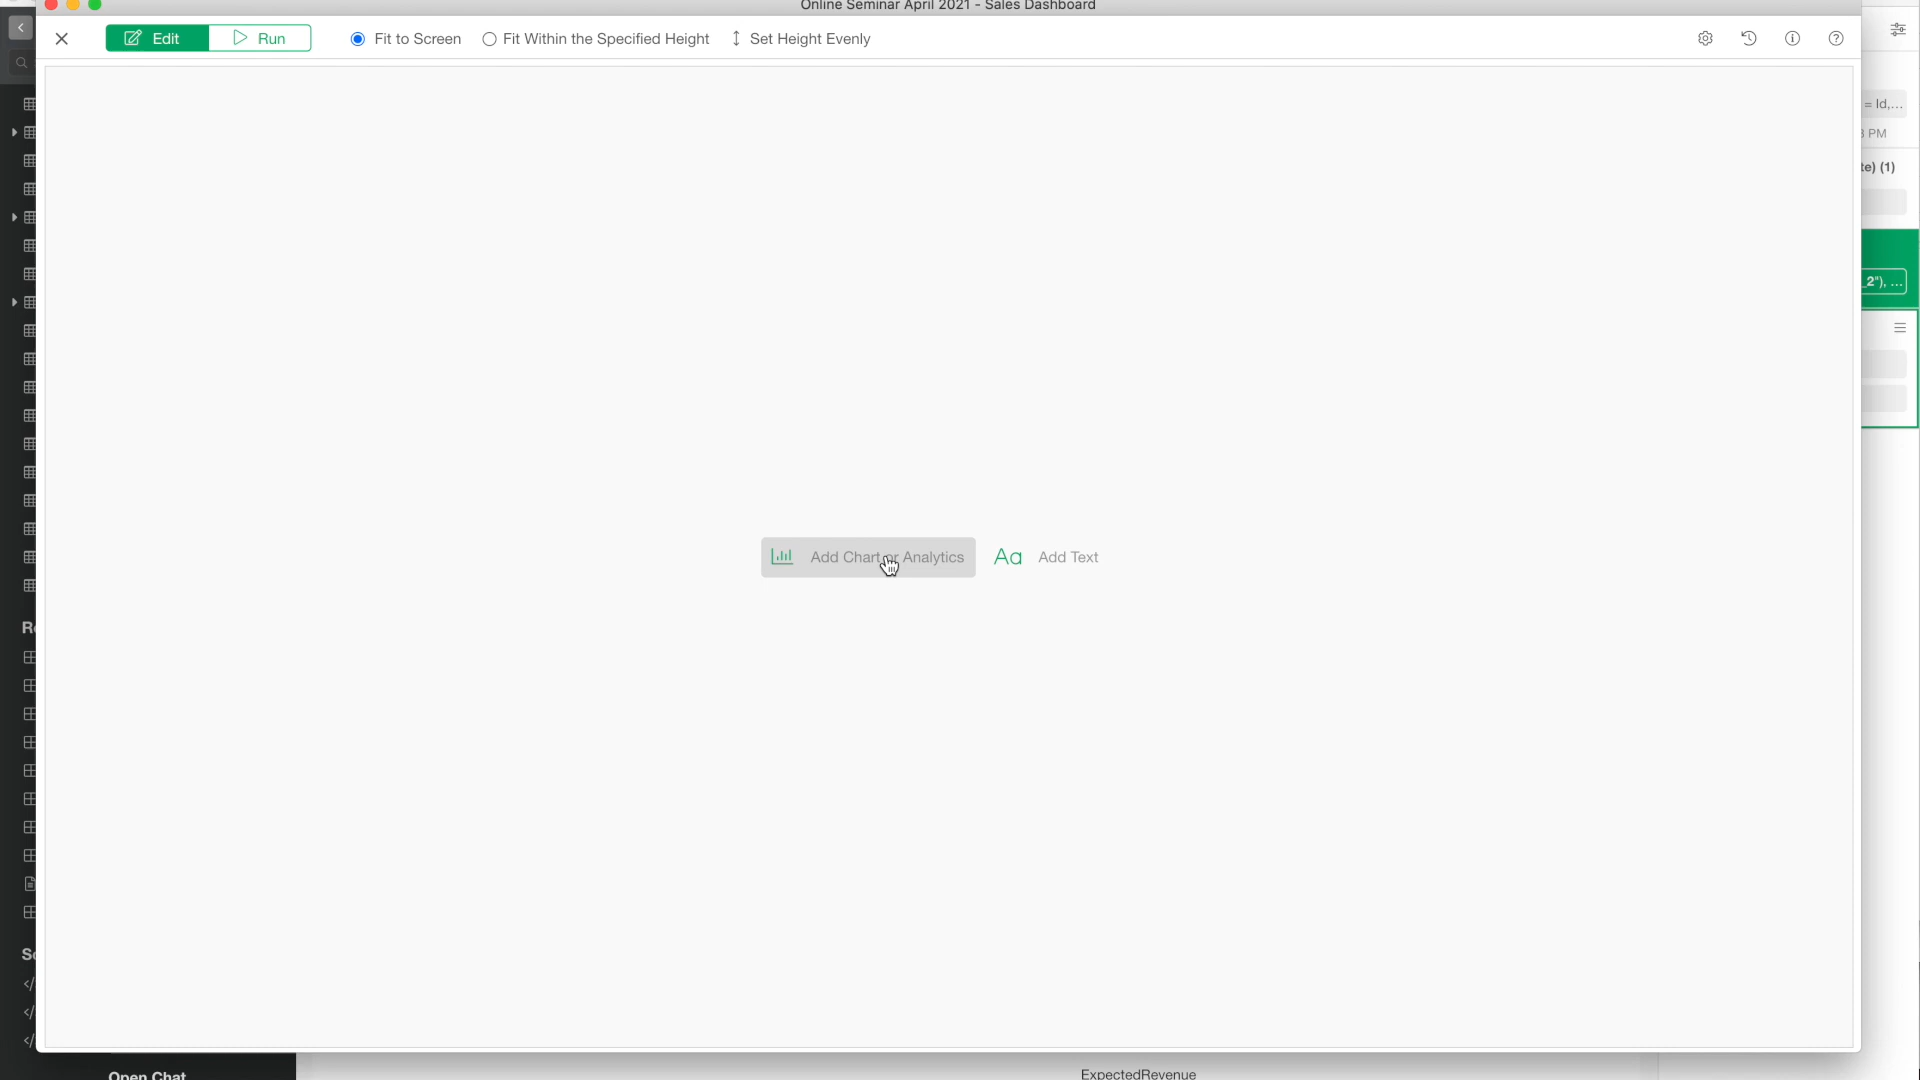 Online Seminar April 2021 - Sales Dashboard
Edit
Run
Fit to Screen
Fit Within the Specified Height
Set Height Evenly
= Id,...
PM
(1)
_2"), ...
Add Chart or Analytics
Aa Add Text
Open Chat
ExpectedRevenue